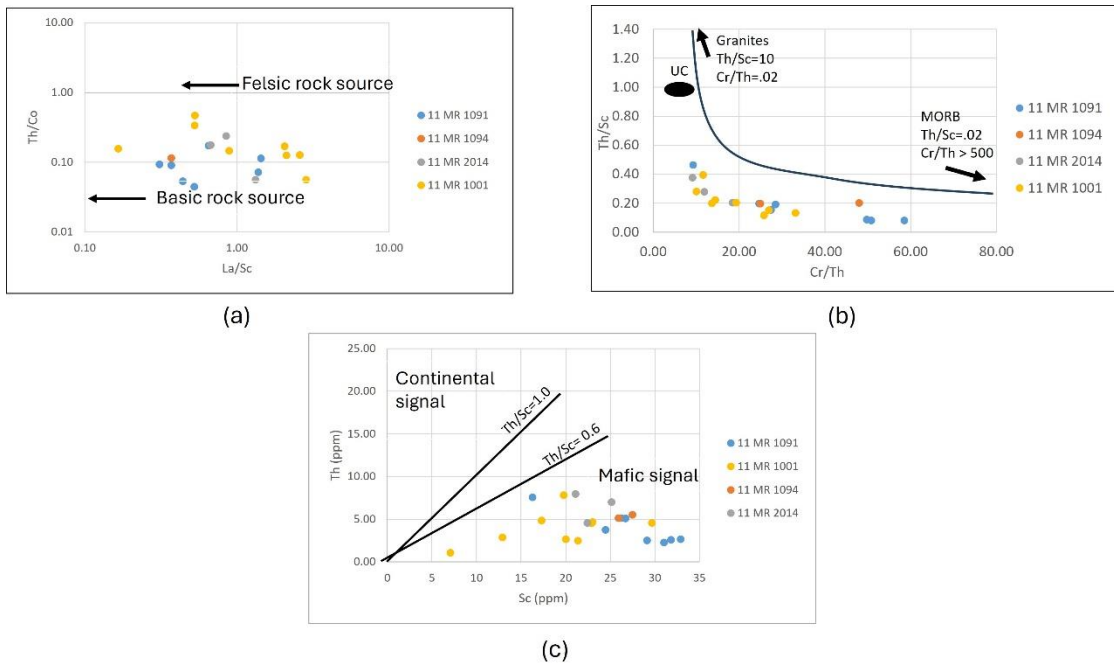 Th/Co
10.00
1.00
0.10
0.01
Felsic rock source
Basic rock source
0.10 1.00 10.00
La/Sc
11 MR 1091
11 MR 1094
11 MR 2014
11 MR 1001
(a)
Th/Sc
1.40
1.20
1.00
0.80
0.60
0.40
0.20
0.00
Granites
Th/Sc=10
Cr/Th=.02
UC
MORB
Th/Sc=.02
Cr/Th > 500
0.00 20.00 40.00 60.00 80.00
Cr/Th
11 MR 1091
11 MR 1094
11 MR 2014
11 MR 1001
(b)
Th (ppm)
25.00
20.00
15.00
10.00
5.00
0.00
Continental
signal
Th/Sc=1.0
Th/Sc= 0.6
Mafic signal
0 5 10 15 20 25 30 35
Sc (ppm)
11 MR 1091
11 MR 1001
11 MR 1094
11 MR 2014
(c)